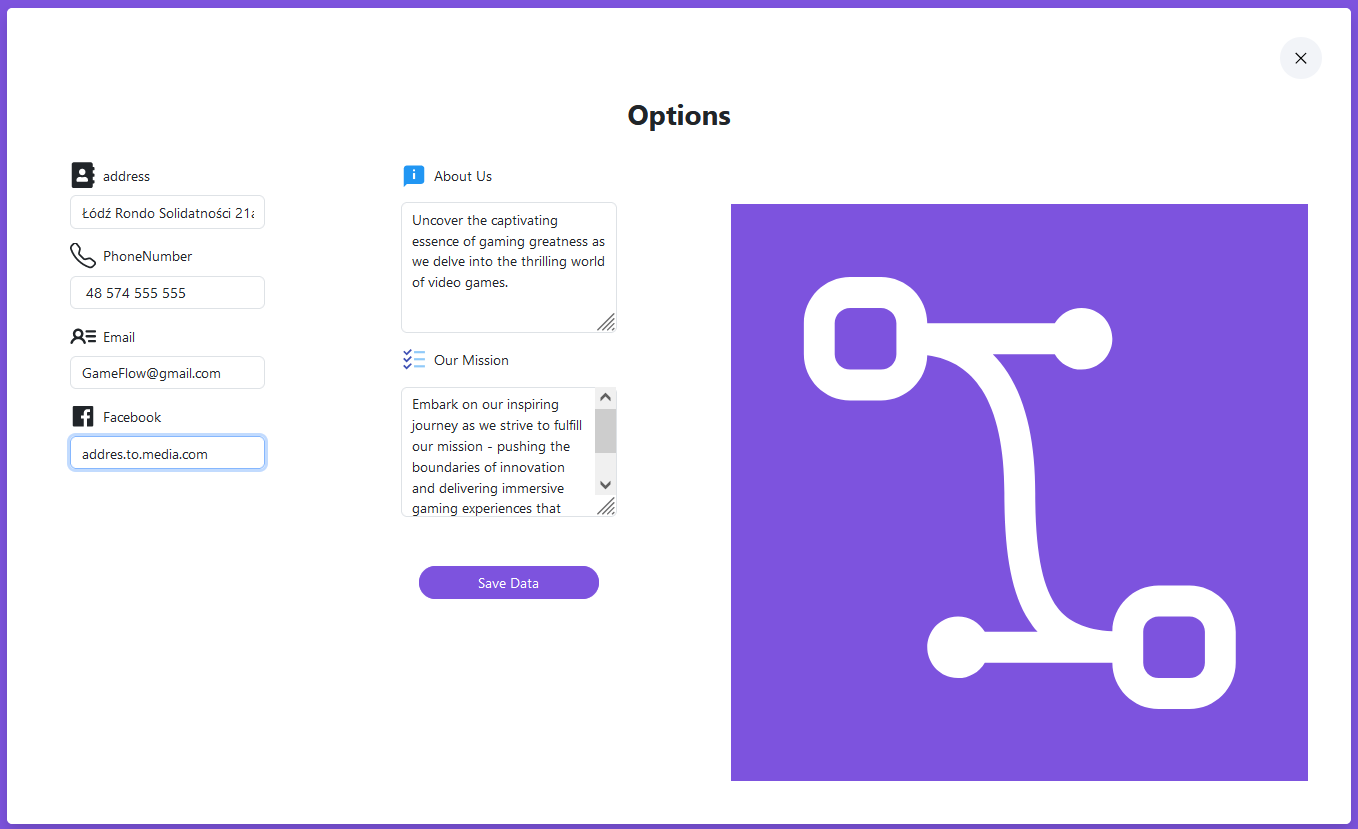 Options
address
Łódź Rondo Solidatności 21a
PhoneNumber
48 574 555 555
Email
GameFlow@gmail.com
Facebook
addres.to.media.com
About Us
Uncover the captivating
essence of gaming greatness as
we delve into the thrilling world
of video games.
Our Mission
Embark on our inspiring
journey as we strive to fulfill
our mission - pushing the
boundaries of innovation
and delivering immersive
gaming experiences that
Save Data